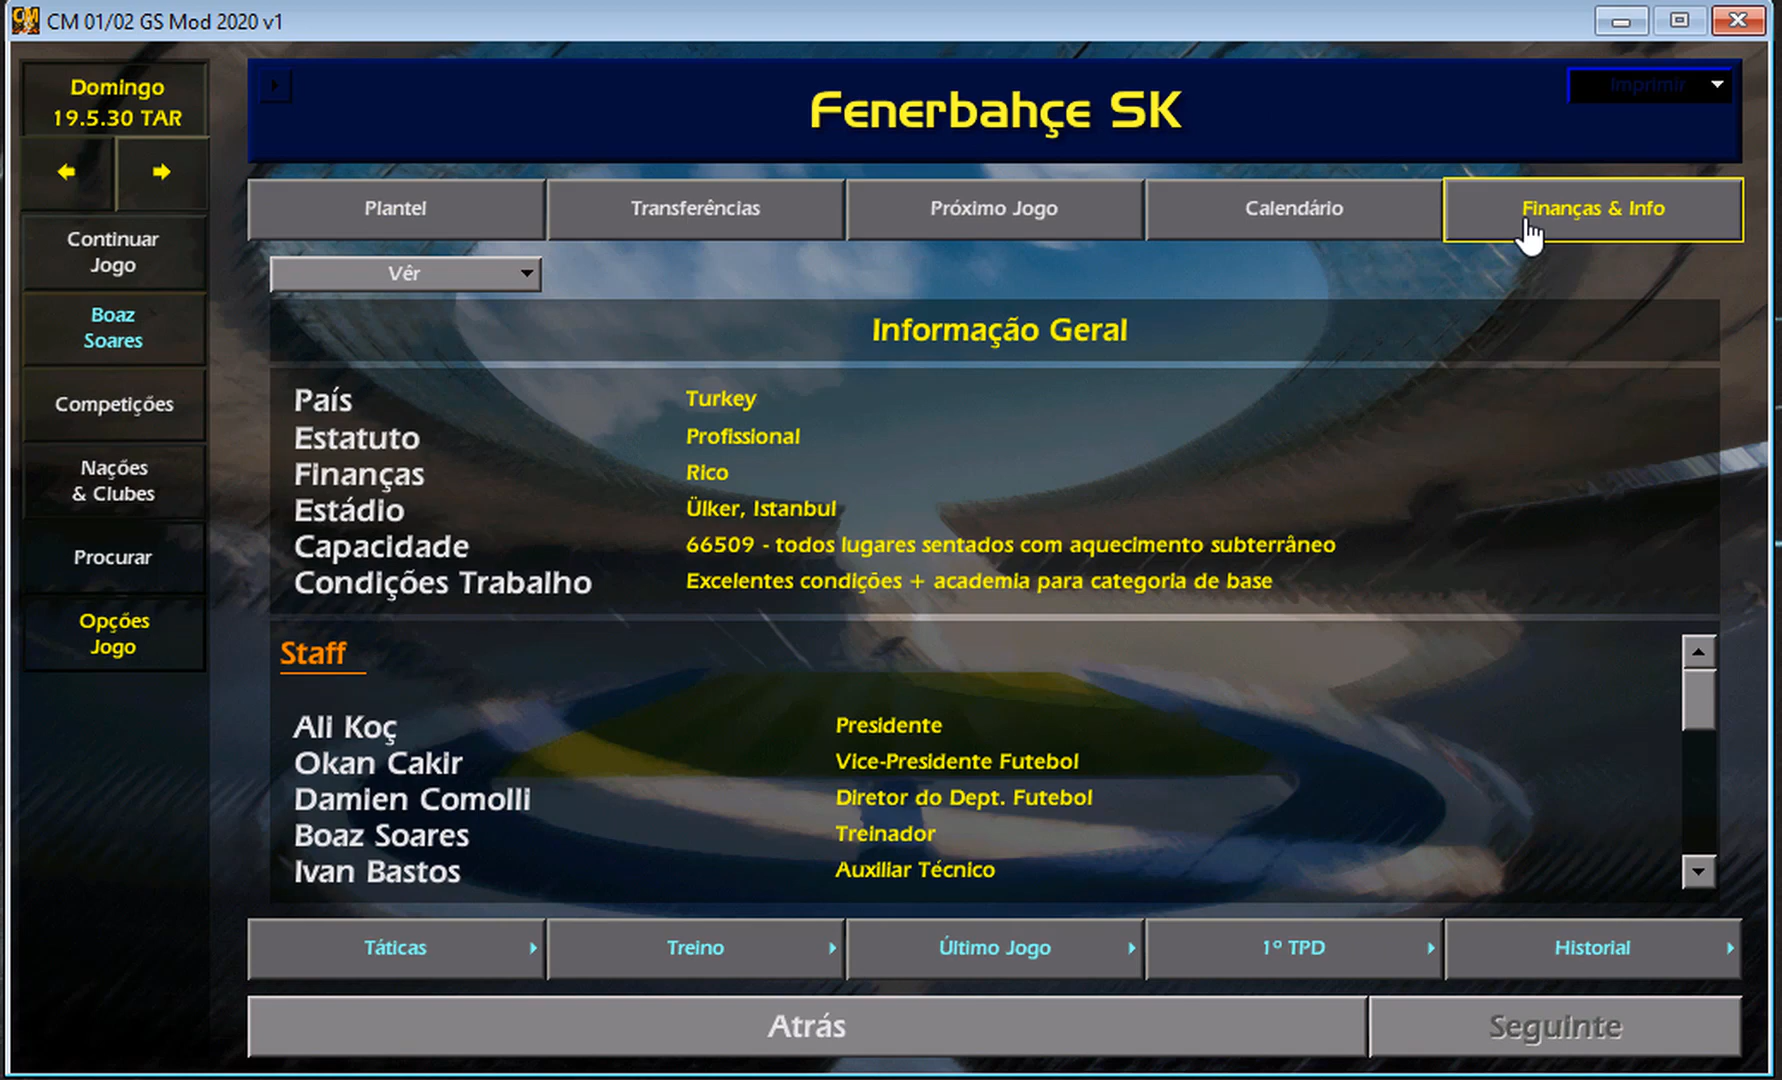 CM 01/02 GS Mod 2020 v1
Domingo
19.5.30 TAR
Continuar
Jogo
Boaz
Soares
Competições
Nações
& Clubes
Procurar
Opções
Jogo
Fenerbahçe SK
Imprimir
Plantel
Transferências
Próximo Jogo
Calendário
Finanças & Info
Vêr
Informação Geral
País Turkey
Estatuto Profissional
Finanças Rico
Estádio Ülker, Istanbul
Capacidade 66509 - todos lugares sentados com aquecimento subterrâneo
Condições Trabalho Excelentes condições + academia para categoria de base
Staff
Ali Koç Presidente
Okan Cakir Vice-Presidente Futebol
Damien Comolli Diretor do Dept. Futebol
Boaz Soares Treinador
Ivan Bastos Auxiliar Técnico
Táticas
Treino
Último Jogo
1º TPD
Historial
Atrás
Seguinte